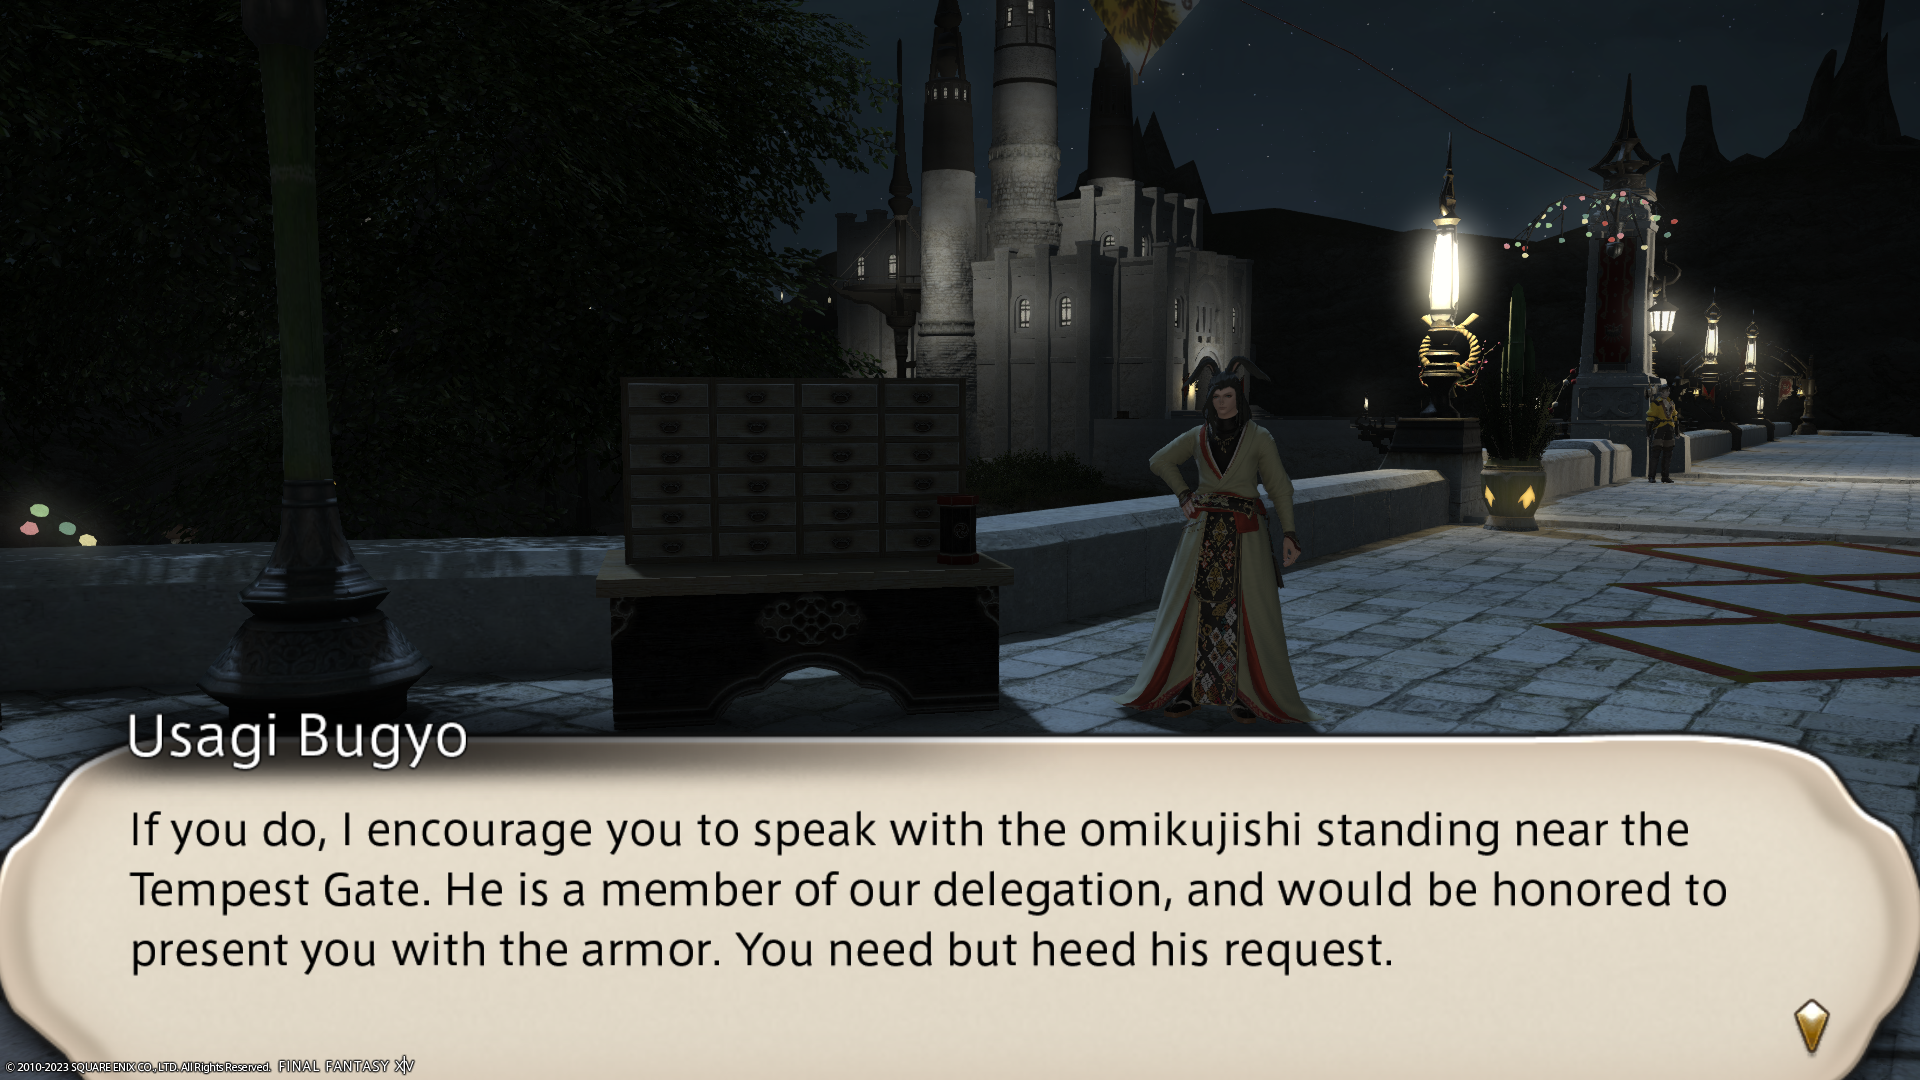 Usagi Bugyo
If you do, I encourage you to speak with the omikujishi standing near the
Tempest Gate. He is a member of our delegation, and would be honored to
present you with the armor. You need but heed his request.
© 2010-2023 SQUARE ENIX CO., LTD. All Rights Reserved. FINAL FANTASY XIV